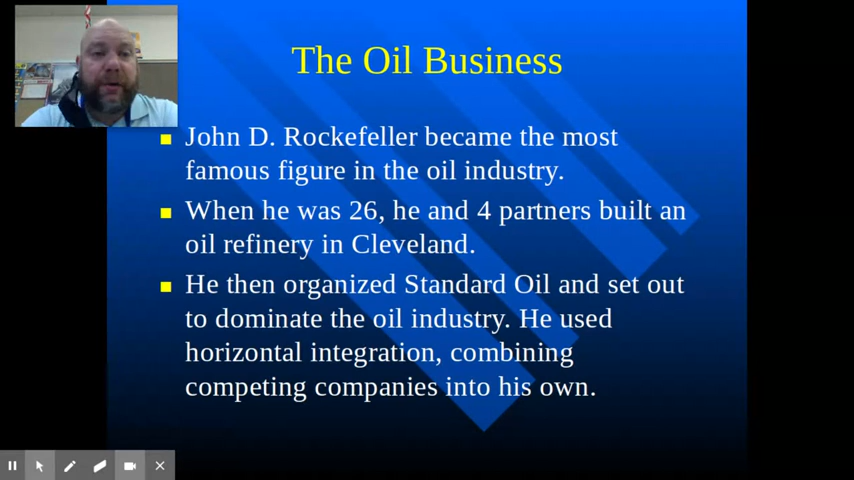 The Oil Business
John D. Rockefeller became the most
famous figure in the oil industry.
When he was 26, he and 4 partners built an
oil refinery in Cleveland.
He then organized Standard Oil and set out
to dominate the oil industry. He used
horizontal integration, combining
competing companies into his own.